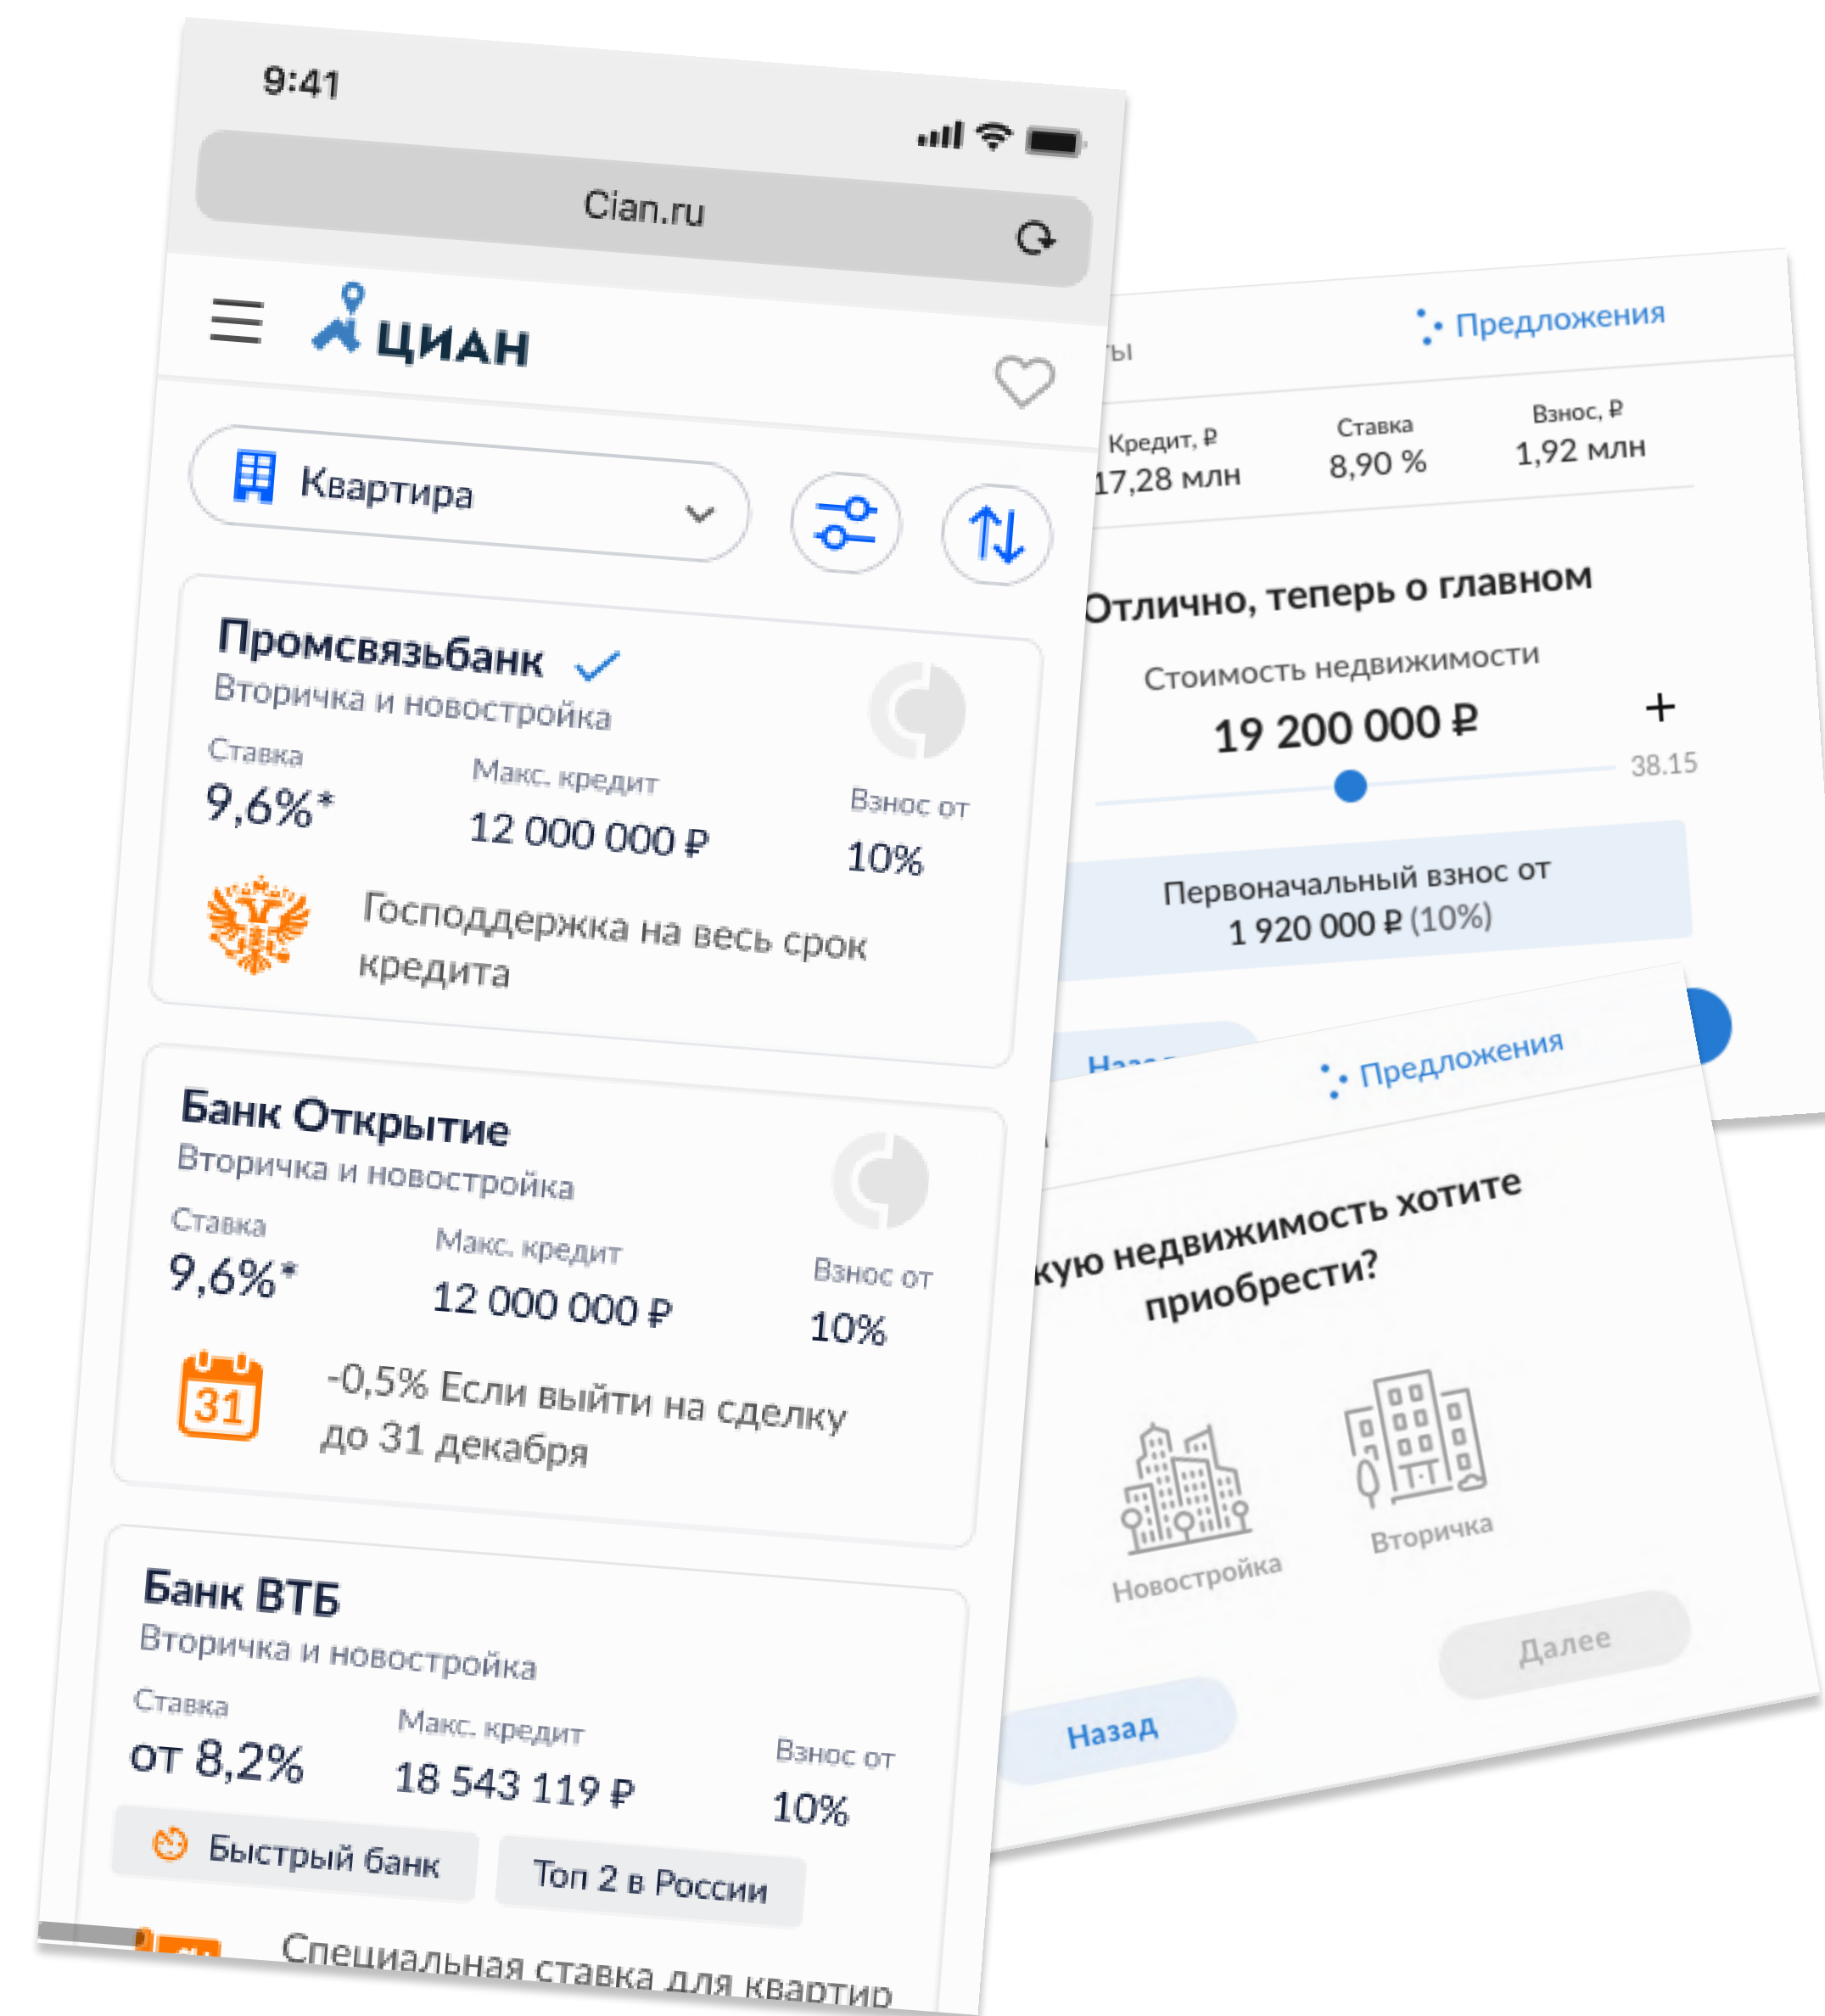 9:41
Cian.ru
ЦИАН
Квартира
Промсвязьбанк
Вторичка и новостройка
Ставка
Макс. кредит
Взнос от
9,6%*
12 000 000 ₽
10%
Господдержка на весь срок
кредита
Банк Открытие
Вторичка и новостройка
Ставка
Макс. кредит
Взнос от
9,6%*
12 000 000 ₽
10%
31
-0,5% Если выйти на сделку
до 31 декабря
Банк ВТБ
Вторичка и новостройка
Ставка
Макс. кредит
Взнос от
от 8,2%
18 543 119 ₽
10%
Быстрый банк
Топ 2 в России
Специальная ставка для квартир
ты
Предложения
Кредит, ₽
Ставка
Взнос, ₽
17,28 млн
8,90 %
1,92 млн
Отлично, теперь о главном
Стоимость недвижимости
19 200 000 ₽
+
38.15
Первоначальный взнос от
1 920 000 ₽ (10%)
Назад
Предложения
кую недвижимость хотите
приобрести?
Новостройка
Вторичка
Назад
Далее